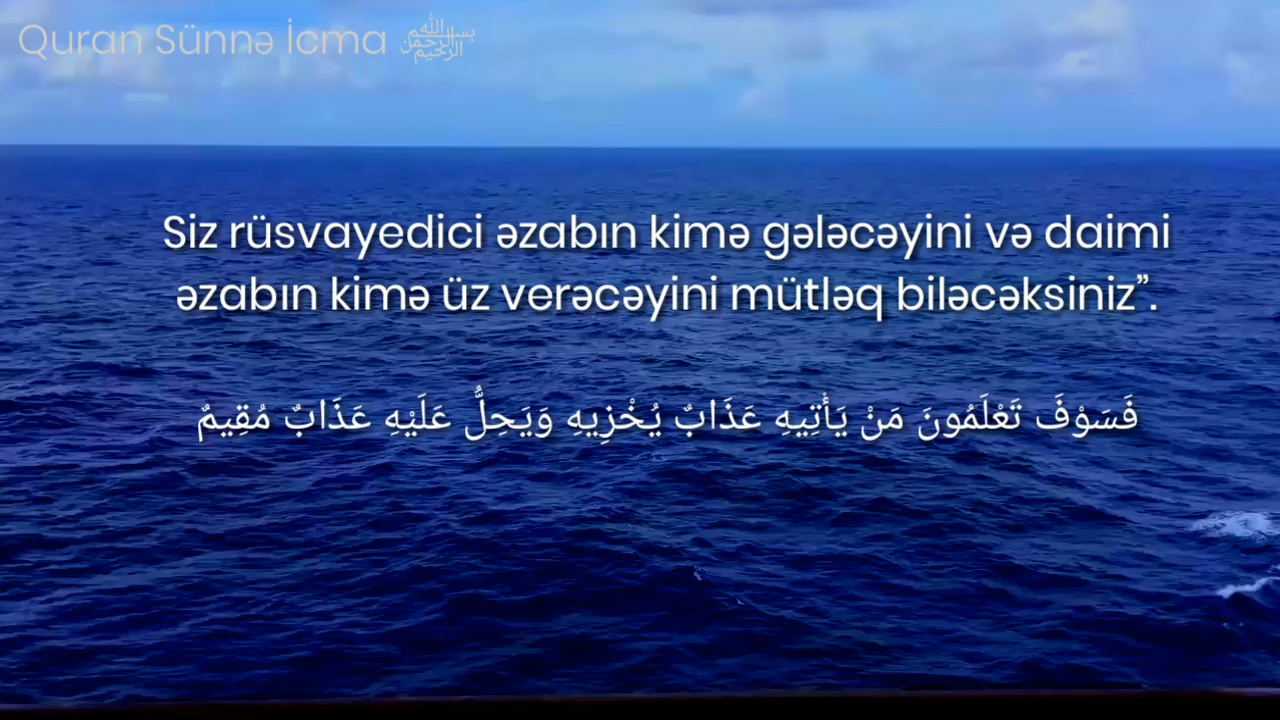 Quran Sünnə İcma ﷽
Siz rüsvayedici əzabın kimə gələcəyini və daimi
əzabın kimə üz verəcəyini mütləq biləcəksiniz”.
فَسَوْفَ تَعْلَمُونَ مَنْ يَأْتِيهِ عَذَابٌ يُخْزِيهِ وَيَحِلُّ عَلَيْهِ عَذَابٌ مُقِيمٌ